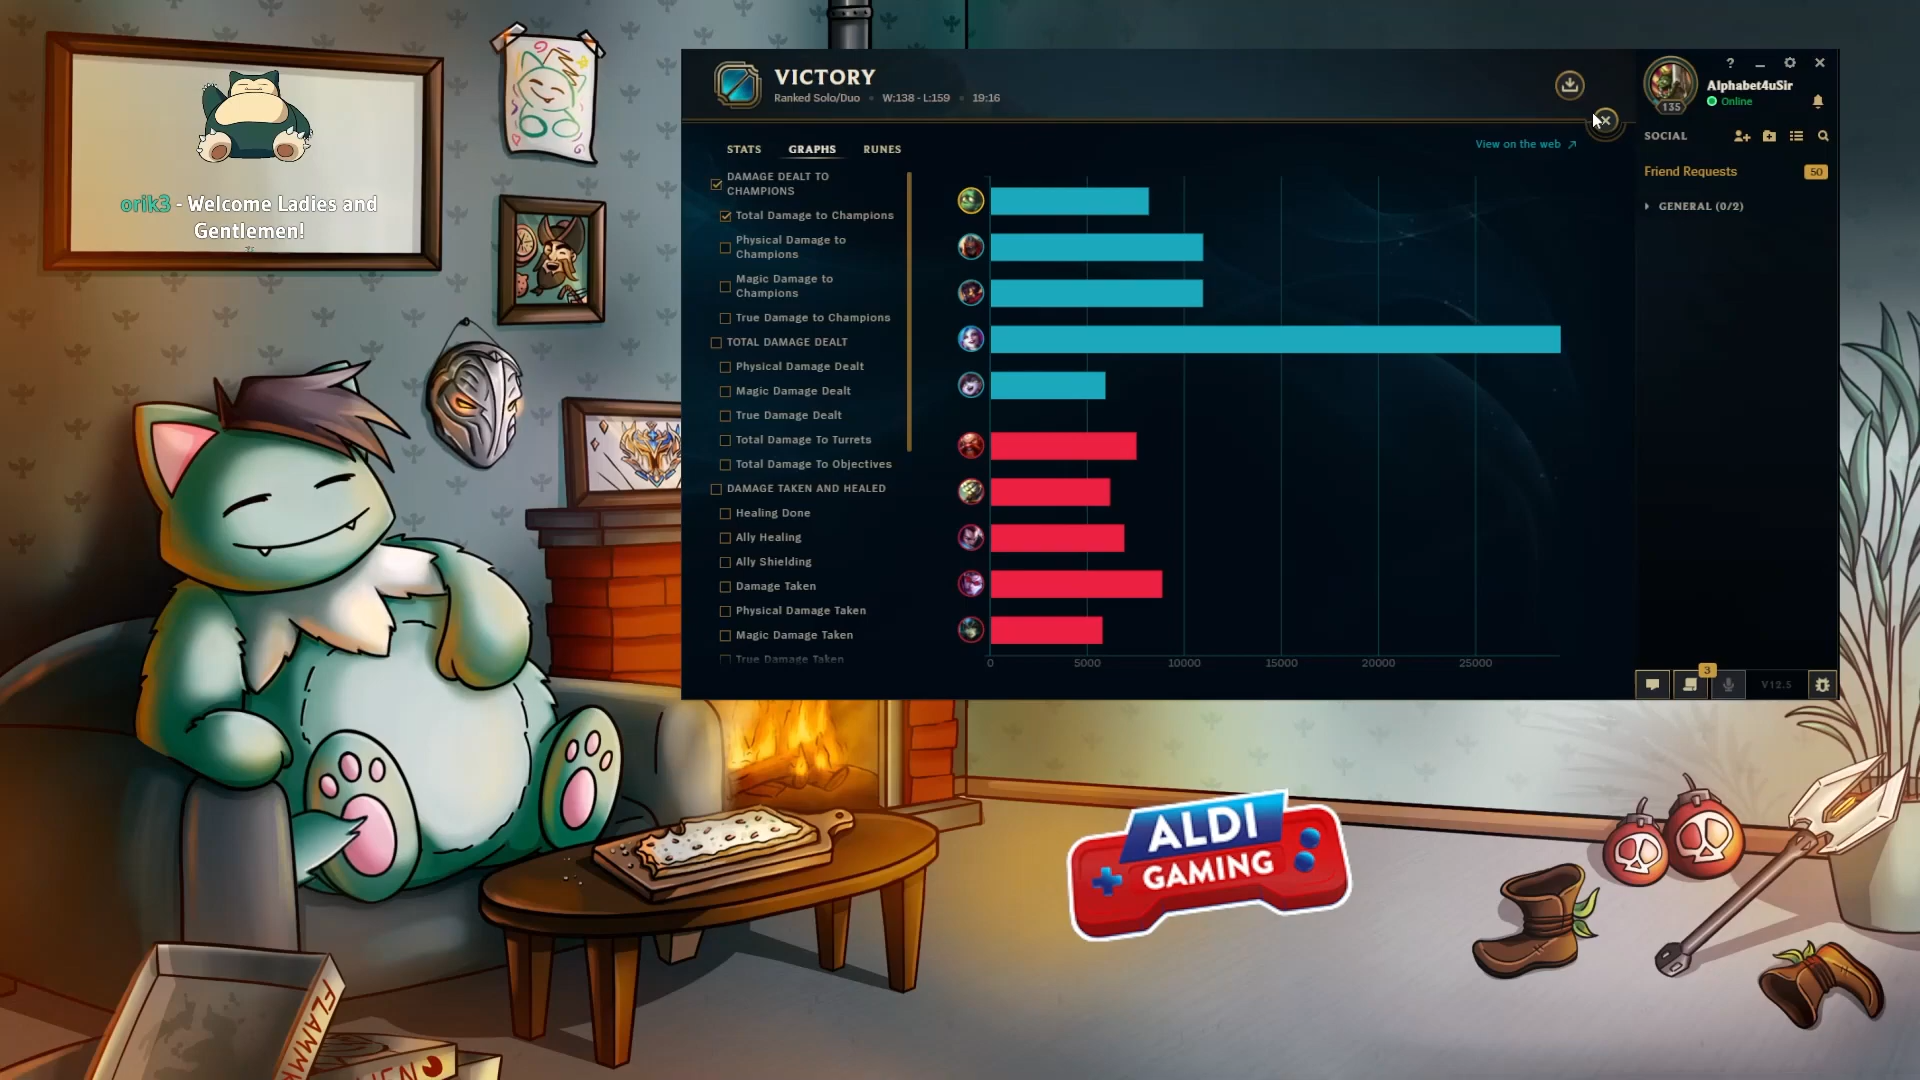 orik3 - Welcome Ladies and
Gentlemen!
VICTORY
Ranked Solo/Duo • W:138 - L:159 • 19:16
?
Alphabet4uSir
135
Online
SOCIAL
Friend Requests
50
GENERAL (0/2)
STATS GRAPHS RUNES
View on the web
DAMAGE DEALT TO
CHAMPIONS
Total Damage to Champions
Physical Damage to
Champions
Magic Damage to
Champions
True Damage to Champions
TOTAL DAMAGE DEALT
Physical Damage Dealt
Magic Damage Dealt
True Damage Dealt
Total Damage To Turrets
Total Damage To Objectives
DAMAGE TAKEN AND HEALED
Healing Done
Ally Healing
Ally Shielding
Damage Taken
Physical Damage Taken
Magic Damage Taken
True Damage Taken
0 5000 10000 15000 20000 25000
3
V12.5
ALDI
GAMING